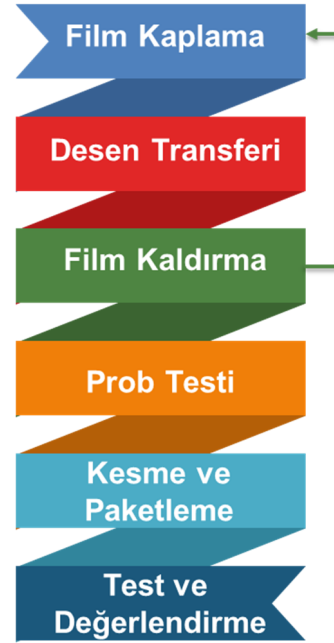 Film Kaplama
Desen Transferi
Film Kaldırma
Prob Testi
Kesme ve
Paketleme
Test ve
Değerlendirme